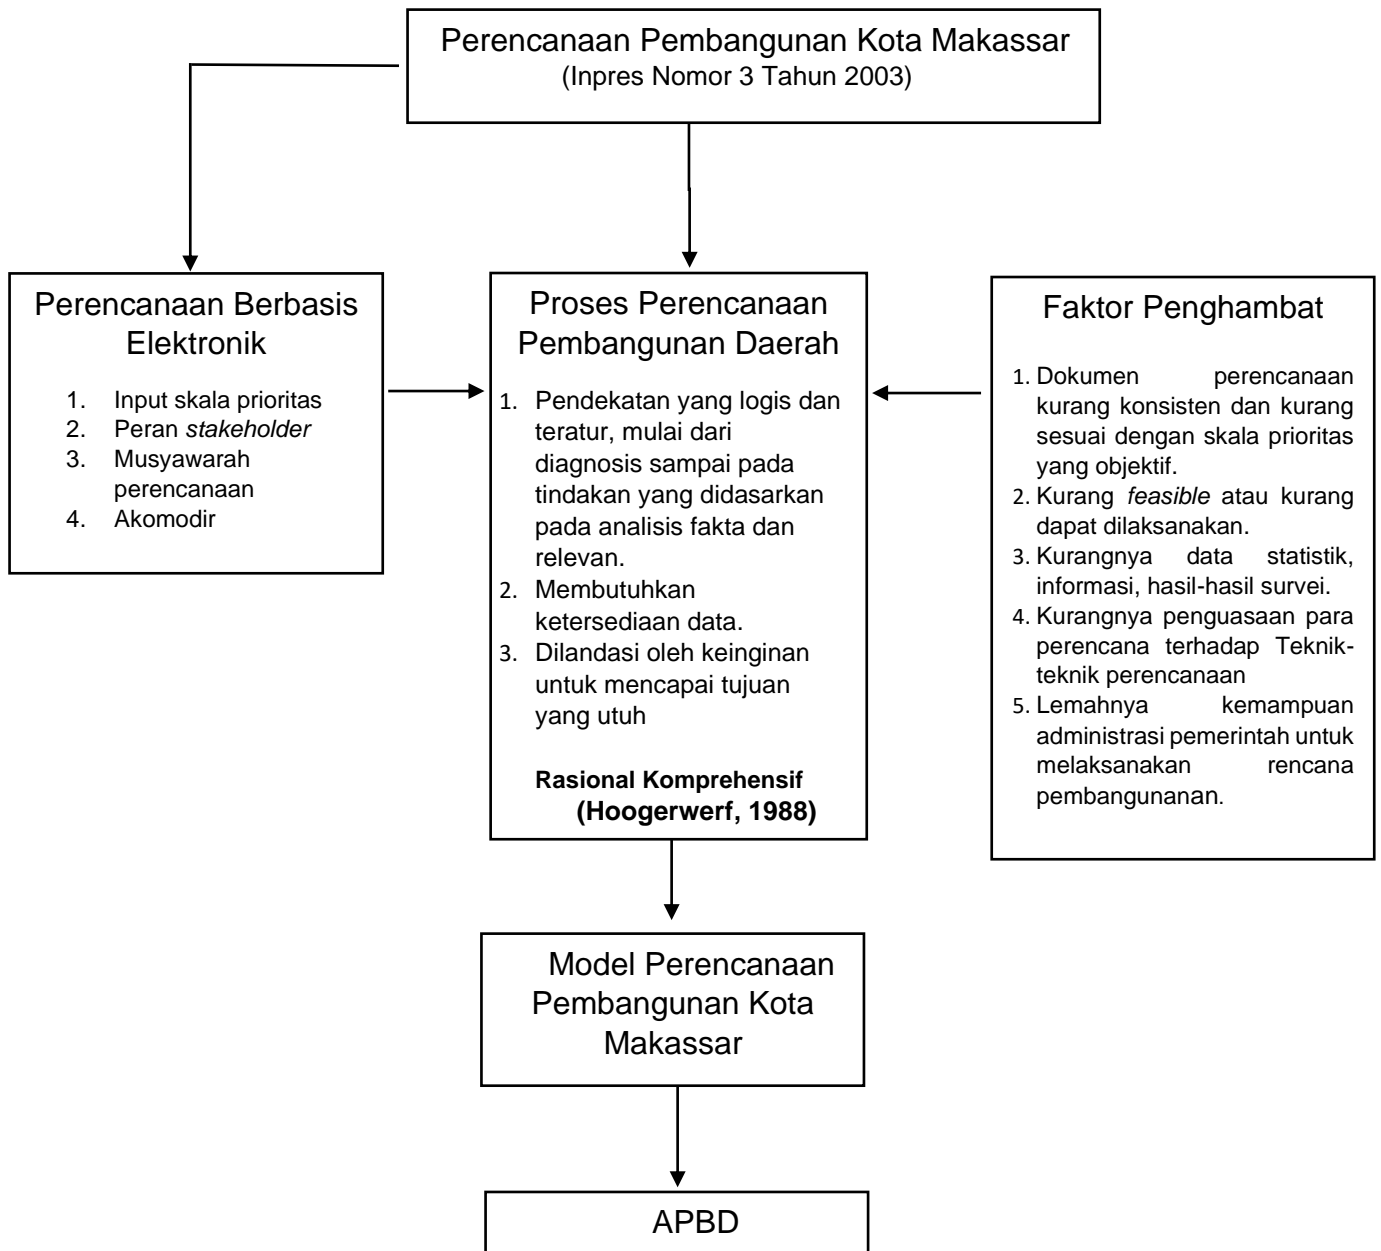 Perencanaan Pembangunan Kota Makassar
(Inpres Nomor 3 Tahun 2003)
Perencanaan Berbasis
Elektronik
1. Input skala prioritas
2. Peran stakeholder
3. Musyawarah
perencanaan
4. Akomodir
Proses Perencanaan
Pembangunan Daerah
1. Pendekatan yang logis dan
teratur, mulai dari
diagnosis sampai pada
tindakan yang didasarkan
pada analisis fakta dan
relevan.
2. Membutuhkan
ketersediaan data.
3. Dilandasi oleh keinginan
untuk mencapai tujuan
yang utuh
Rasional Komprehensif
(Hoogerwerf, 1988)
Faktor Penghambat
1. Dokumen perencanaan
kurang konsisten dan kurang
sesuai dengan skala prioritas
yang objektif.
2. Kurang feasible atau kurang
dapat dilaksanakan.
3. Kurangnya data statistik,
informasi, hasil-hasil survei.
4. Kurangnya penguasaan para
perencana terhadap Teknik-
teknik perencanaan
5. Lemahnya kemampuan
administrasi pemerintah untuk
melaksanakan rencana
pembangunanan.
Model Perencanaan
Pembangunan Kota
Makassar
APBD